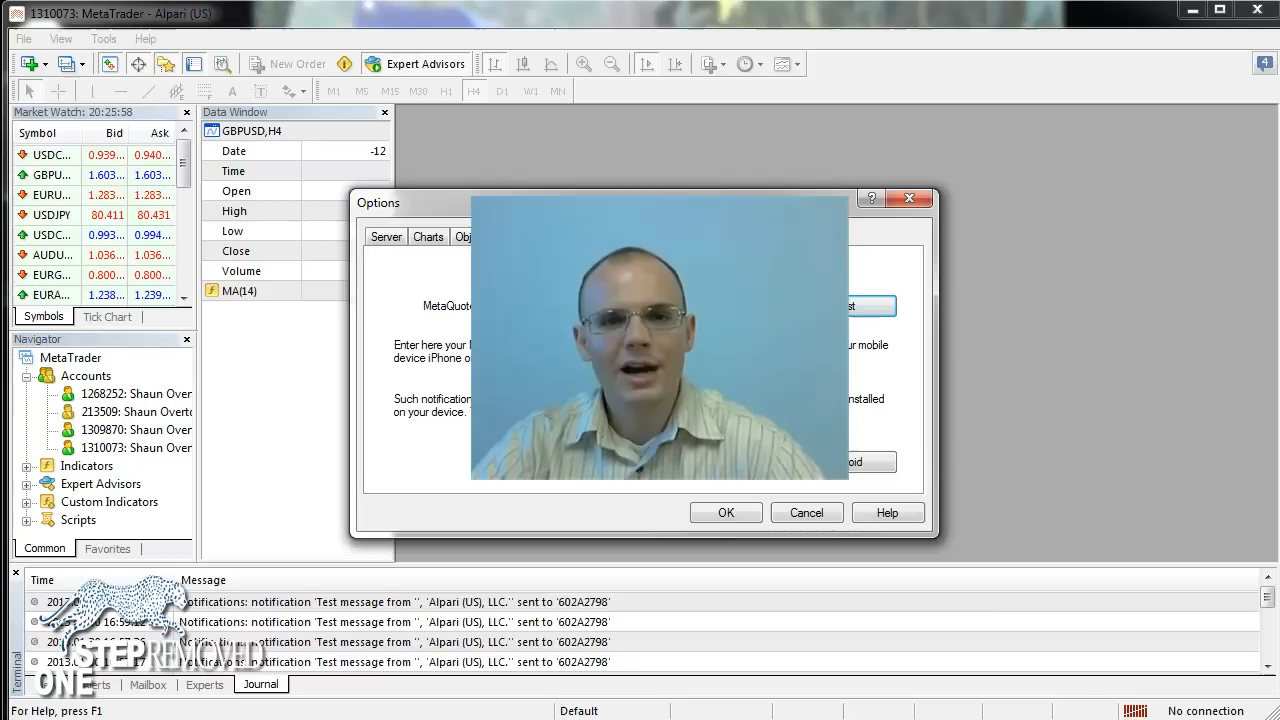 1310073: MetaTrader - Alpari (US)
File View Tools Help
New Order Expert Advisors
4
M1 M5 M15 M30 H1 H4 D1 W1 MN
Market Watch: 20:25:58
Symbol Bid Ask
USDC... 0.939... 0.940...
GBPU... 1.603... 1.603...
EURU... 1.283... 1.283...
USDJPY 80.411 80.431
USDC... 0.993... 0.994...
AUDU... 1.036... 1.036...
EURG... 0.800... 0.800...
EURA... 1.238... 1.239...
Symbols Tick Chart
Data Window
GBPUSD,H4
Date -12
Time
Open
High
Low
Close
Volume
MA(14)
Navigator
MetaTrader
Accounts
1268252: Shaun Over
213509: Shaun Overto
1309870: Shaun Over
1310073: Shaun Over
Indicators
Expert Advisors
Custom Indicators
Scripts
Common Favorites
Options
Server Charts
Enter here your
device iPhone
ur mobile
Such notification
nstalled
on your device.
OK Cancel Help
Time Message
notification 'Test message from '', 'Alpari (US), LLC.'' sent to '602A2798'
Notifications: notification 'Test message from '', 'Alpari (US), LLC.'' sent to '602A2798'
notification 'Test message from '', 'Alpari (US), LLC.'' sent to '602A2798'
notification 'Test message from '', 'Alpari (US), LLC.'' sent to '602A2798'
ONE STEPREMOVED
Terminal
Mailbox Experts Journal
For Help, press F1
Default
No connection